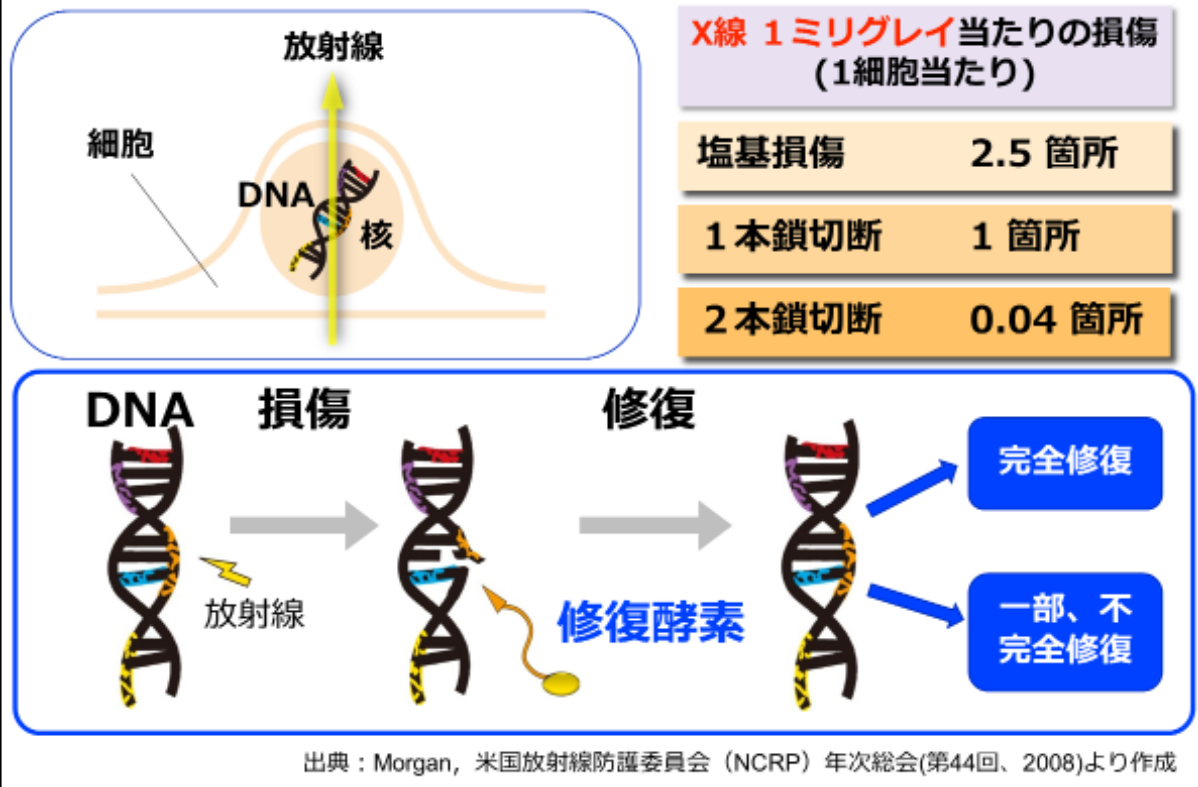 放射線
細胞
DNA
核
X線 1ミリグレイ当たりの損傷
(1細胞当たり)
塩基損傷 2.5 箇所
1本鎖切断 1 箇所
2本鎖切断 0.04 箇所
DNA 損傷 修復
放射線
修復酵素
完全修復
一部、不
完全修復
出典：Morgan，米国放射線防護委員会（NCRP）年次総会(第44回、2008)より作成